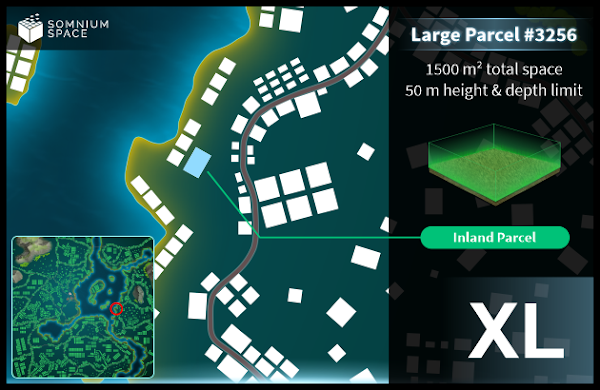 SOMNIUM
SPACE
Large Parcel #3256
1500 m² total space
50 m height & depth limit
Inland Parcel
XL